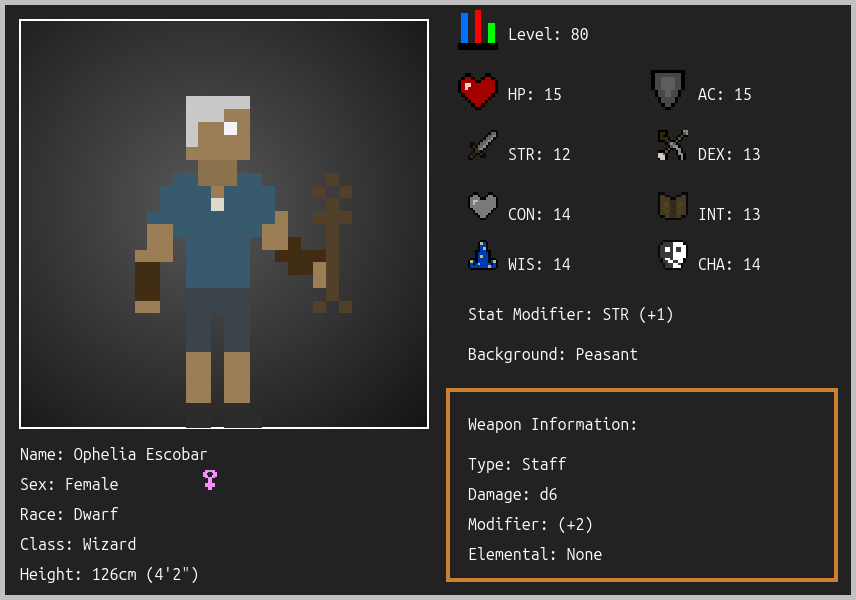 Level: 80
HP: 15
AC: 15
STR: 12
DEX: 13
CON: 14
INT: 13
WIS: 14
CHA: 14
Stat Modifier: STR (+1)
Background: Peasant
Weapon Information:
Type: Staff
Damage: d6
Modifier: (+2)
Elemental: None
Name: Ophelia Escobar
Sex: Female
Race: Dwarf
Class: Wizard
Height: 126cm (4'2")